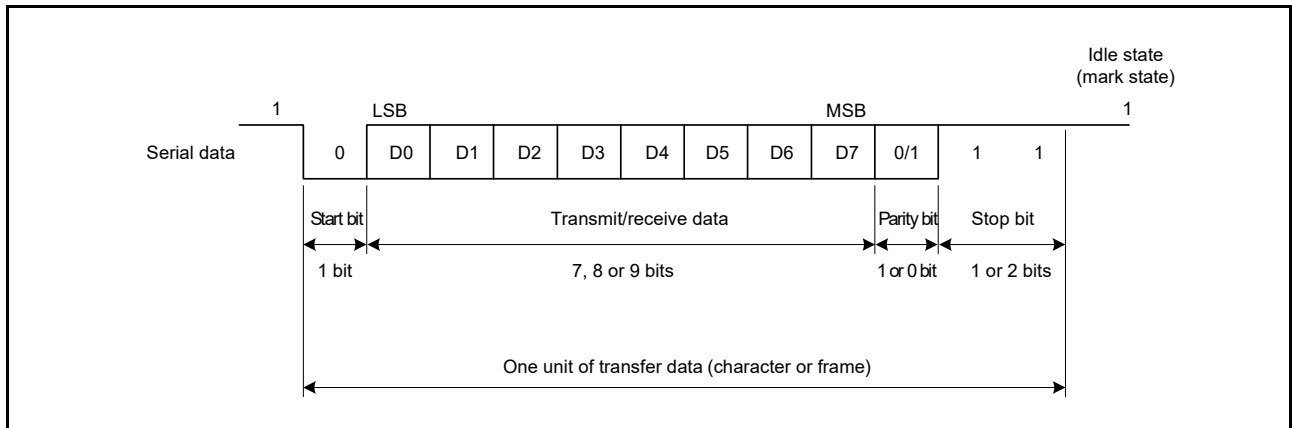 Idle state
(mark state)
1 LSB MSB 1
Serial data 0 D0 D1 D2 D3 D4 D5 D6 D7 0/1 1 1
Start bit Transmit/receive data Parity bit Stop bit
1 bit 7, 8 or 9 bits 1 or 0 bit 1 or 2 bits
One unit of transfer data (character or frame)